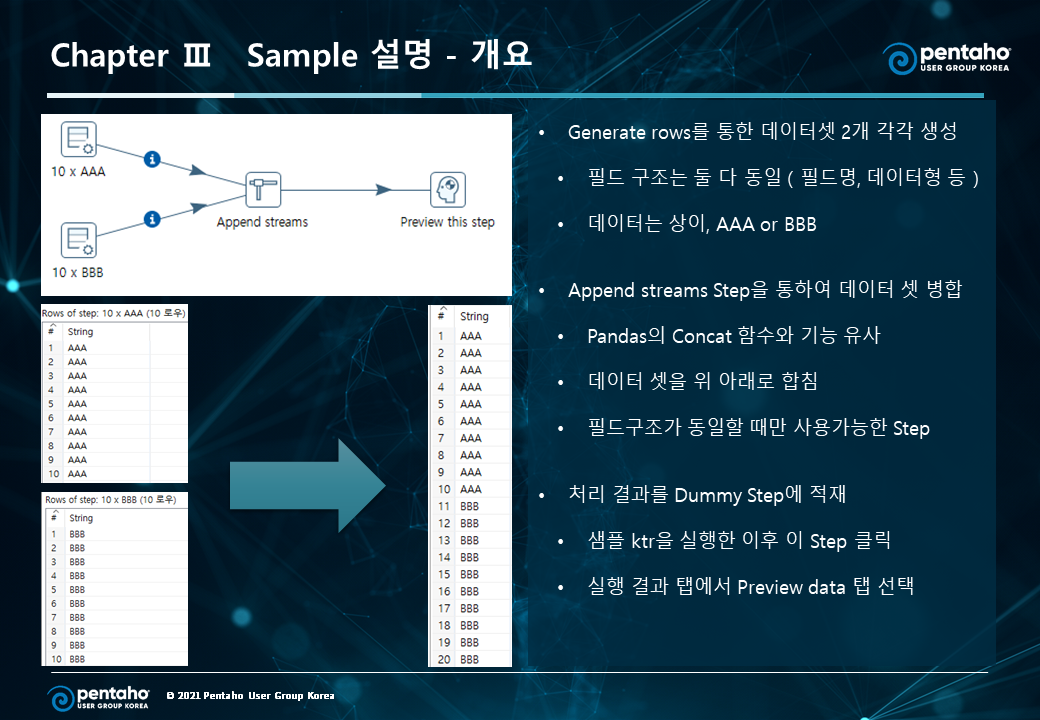 Chapter Ⅲ Sample 설명 - 개요
pentaho
USER GROUP KOREA
10 x AAA
Append streams
Preview this step
10 x BBB
Rows of step: 10 x AAA (10 로우)
# String
1 AAA
2 AAA
3 AAA
4 AAA
5 AAA
6 AAA
7 AAA
8 AAA
9 AAA
10 AAA
Rows of step: 10 x BBB (10 로우)
# String
1 BBB
2 BBB
3 BBB
4 BBB
5 BBB
6 BBB
7 BBB
8 BBB
9 BBB
10 BBB
# String
1 AAA
2 AAA
3 AAA
4 AAA
5 AAA
6 AAA
7 AAA
8 AAA
9 AAA
10 AAA
11 BBB
12 BBB
13 BBB
14 BBB
15 BBB
16 BBB
17 BBB
18 BBB
19 BBB
20 BBB
• Generate rows를 통한 데이터셋 2개 각각 생성
• 필드 구조는 둘 다 동일 ( 필드명, 데이터형 등 )
• 데이터는 상이, AAA or BBB
• Append streams Step을 통하여 데이터 셋 병합
• Pandas의 Concat 함수와 기능 유사
• 데이터 셋을 위 아래로 합침
• 필드구조가 동일할 때만 사용가능한 Step
• 처리 결과를 Dummy Step에 적재
• 샘플 ktr을 실행한 이후 이 Step 클릭
• 실행 결과 탭에서 Preview data 탭 선택
pentaho
USER GROUP KOREA
© 2021 Pentaho User Group Korea